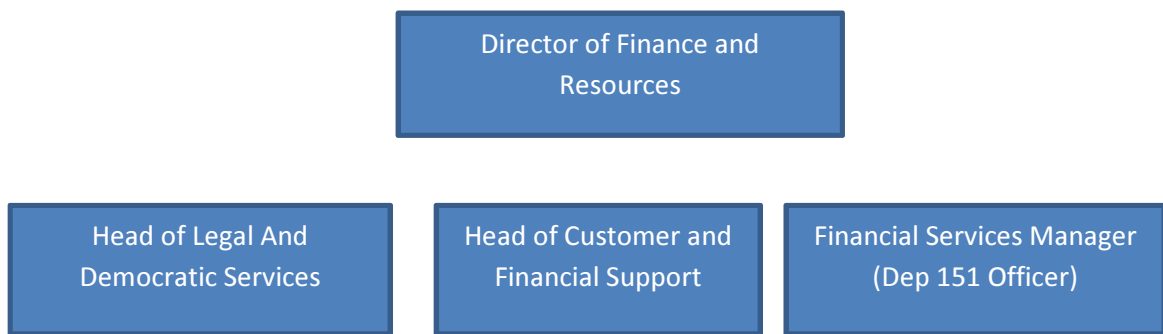 Director of Finance and
Resources
Head of Legal And
Democratic Services
Head of Customer and
Financial Support
Financial Services Manager
(Dep 151 Officer)